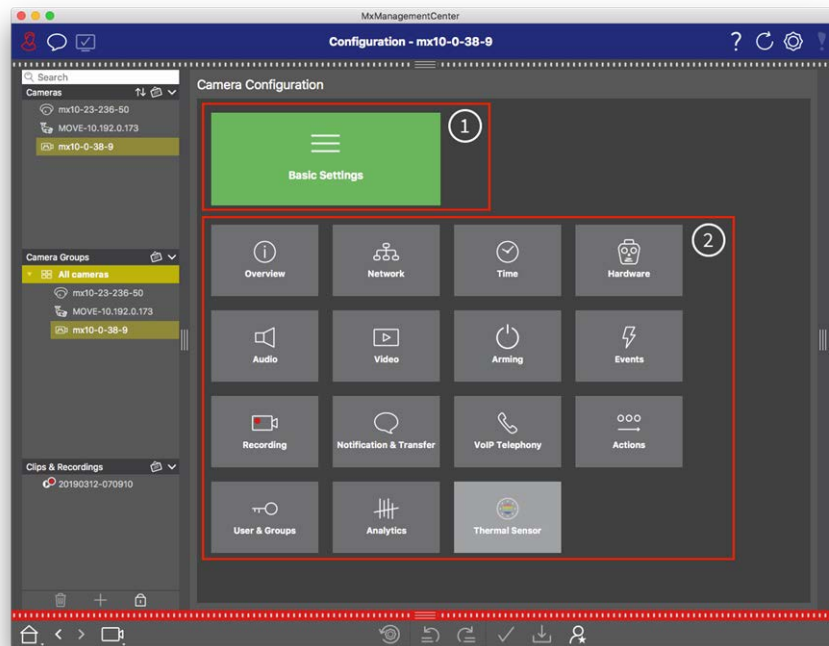 MxManagementCenter
Configuration - mx10-0-38-9
?
Search
Cameras
mx10-23-236-50
MOVE-10.192.0.173
mx10-0-38-9
Camera Groups
All cameras
mx10-23-236-50
MOVE-10.192.0.173
mx10-0-38-9
Clips & Recordings
20190312-070910
Camera Configuration
1
Basic Settings
2
Overview
Network
Time
Hardware
Audio
Video
Arming
Events
Recording
Notification & Transfer
VoIP Telephony
Actions
User & Groups
Analytics
Thermal Sensor